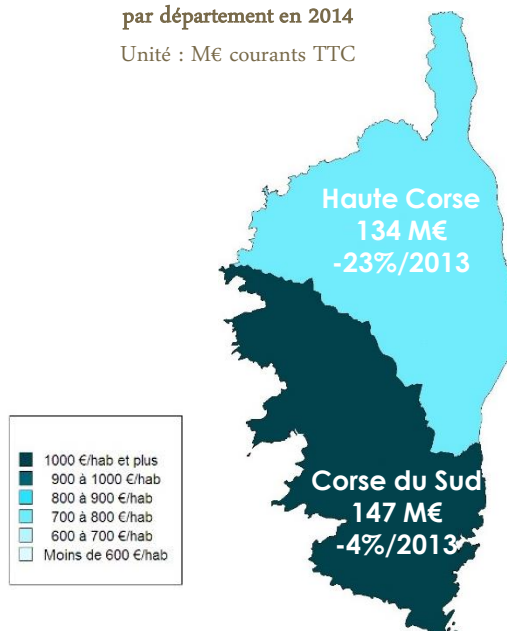 par département en 2014
Unité : M€ courants TTC
Haute Corse
134 M€
-23%/2013
Corse du Sud
147 M€
-4%/2013
1000 €/hab et plus
900 à 1000 €/hab
800 à 900 €/hab
700 à 800 €/hab
600 à 700 €/hab
Moins de 600 €/hab